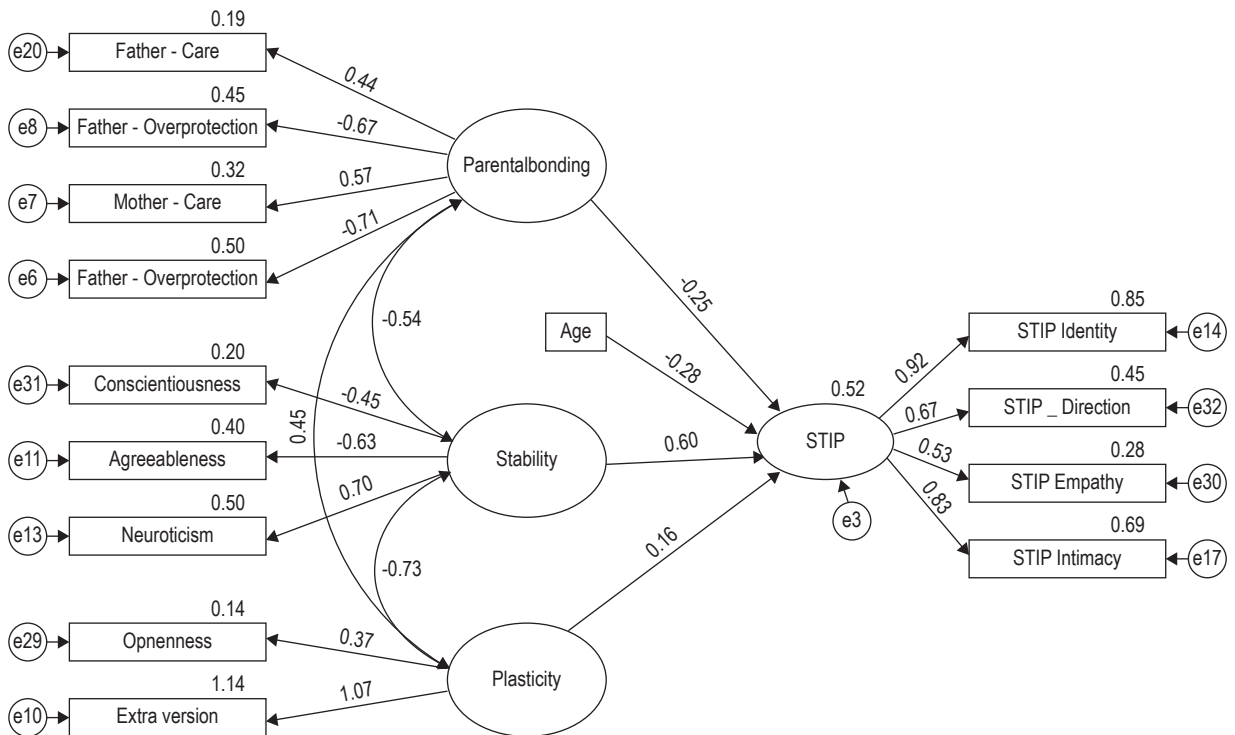 0.19
e20
Father - Care
0.44
0.45
e8
Father - Overprotection
-0.67
0.32
e7
Mother - Care
0.57
0.50
e6
Father - Overprotection
-0.71
Parentalbonding
-0.25
-0.54
0.45
Age
-0.28
0.20
e31
Conscientiousness
-0.45
0.40
e11
Agreeableness
-0.63
0.50
e13
Neuroticism
0.70
Stability
0.60
-0.73
0.14
e29
Opnenness
0.37
1.14
e10
Extra version
1.07
Plasticity
0.16
0.52
STIP
e3
0.92
0.85
STIP Identity
e14
0.67
0.45
STIP _ Direction
e32
0.53
0.28
STIP Empathy
e30
0.83
0.69
STIP Intimacy
e17